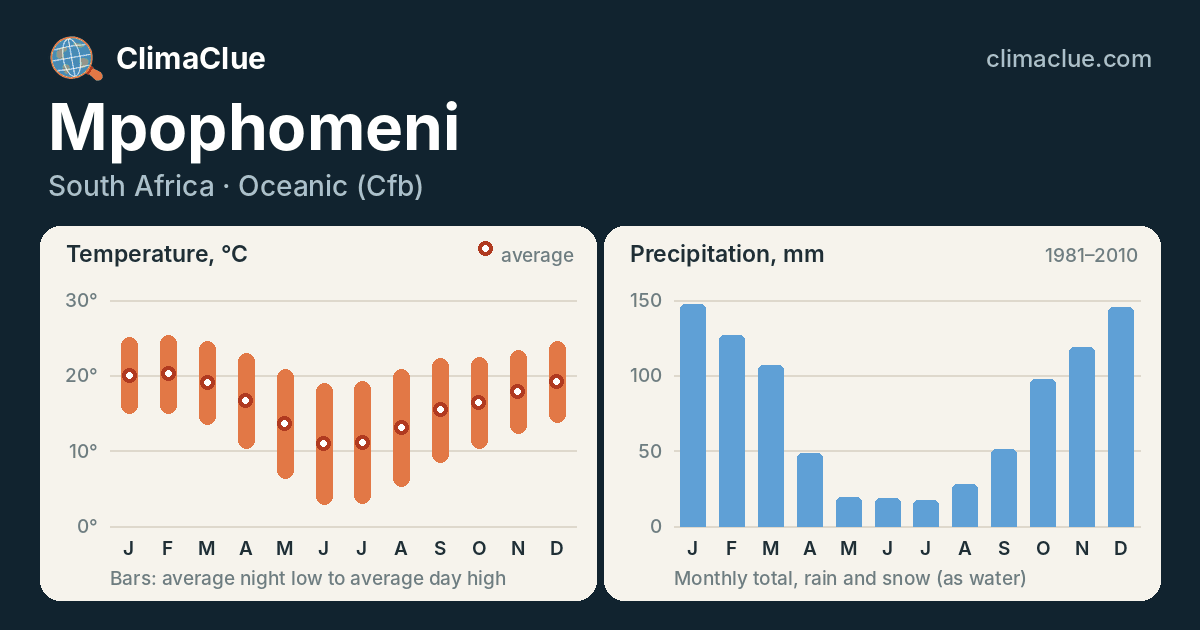 ClimaClue
climaclue.com
Mpophomeni
South Africa · Oceanic (Cfb)
Temperature, °C
average
30°
20°
10°
0°
J F M A M J J A S O N D
Bars: average night low to average day high
Precipitation, mm
1981–2010
150
100
50
0
J F M A M J J A S O N D
Monthly total, rain and snow (as water)